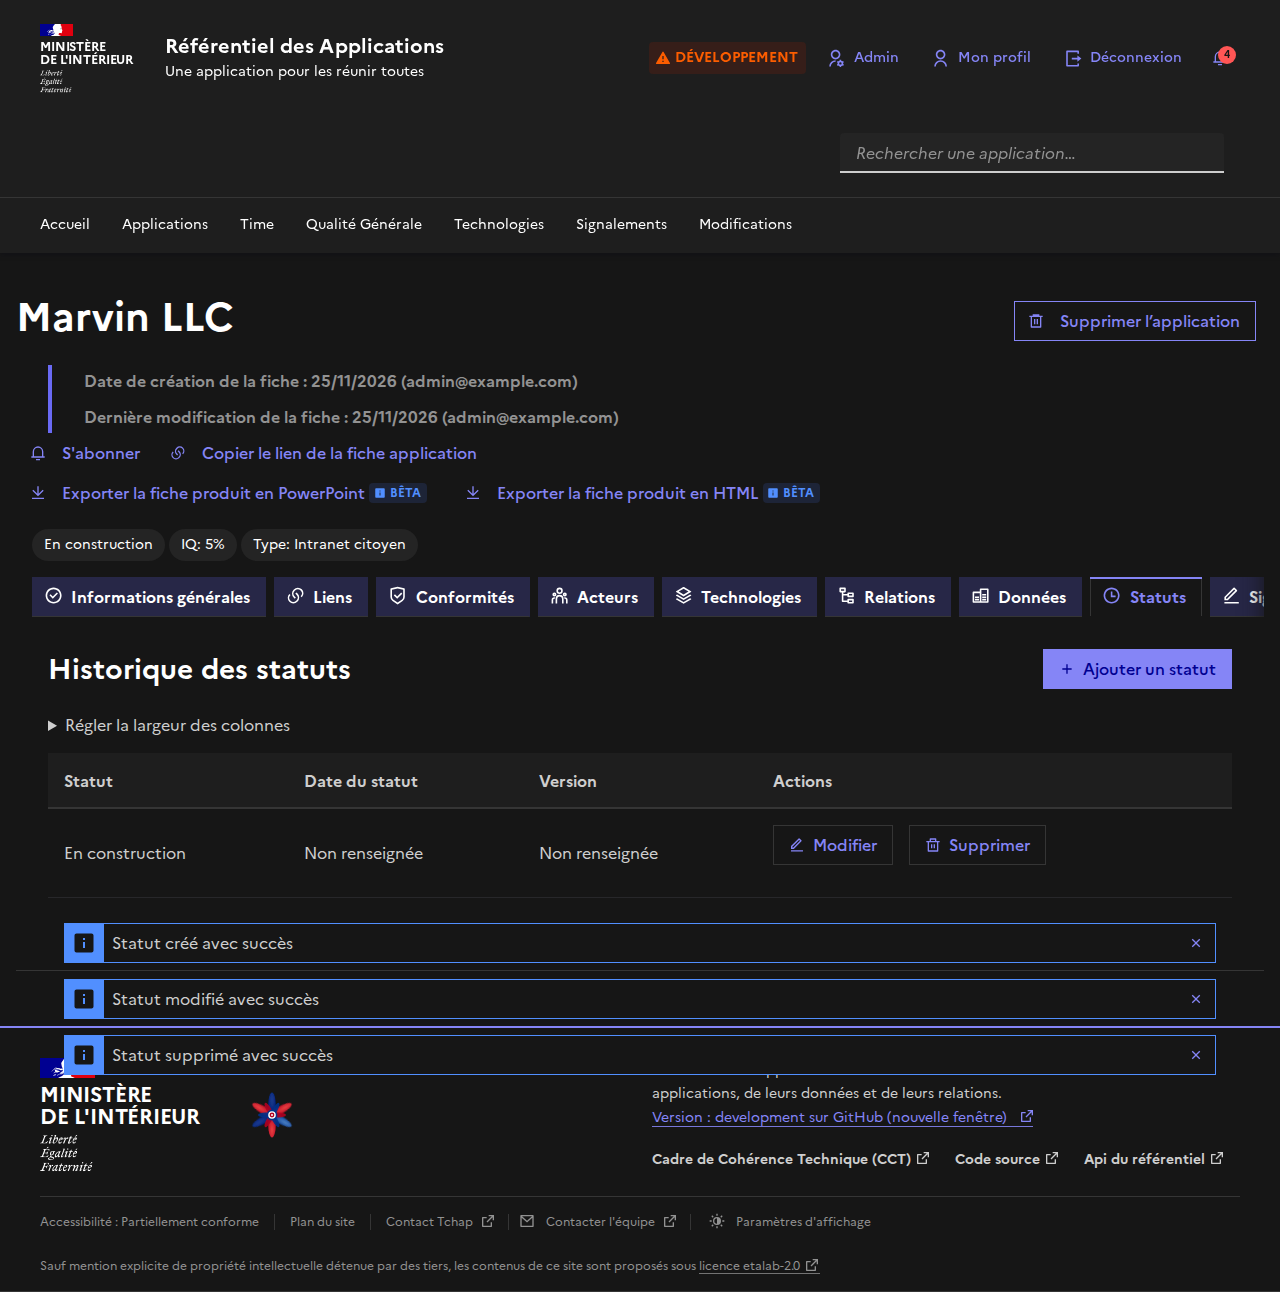 MINISTÈRE
DE L'INTÉRIEUR
Liberté
Égalité
Fraternité
Référentiel des Applications
Une application pour les réunir toutes
DÉVELOPPEMENT
Admin
Mon profil
Déconnexion
4
Rechercher une application...
Accueil
Applications
Time
Qualité Générale
Technologies
Signalements
Modifications
Marvin LLC
Supprimer l’application
Date de création de la fiche : 25/11/2026 (admin@example.com)
Dernière modification de la fiche : 25/11/2026 (admin@example.com)
S'abonner
Copier le lien de la fiche application
Exporter la fiche produit en PowerPoint BÊTA
Exporter la fiche produit en HTML BÊTA
En construction
IQ: 5%
Type: Intranet citoyen
Informations générales
Liens
Conformités
Acteurs
Technologies
Relations
Données
Statuts
Historique des statuts
Ajouter un statut
Régler la largeur des colonnes
Statut Date du statut Version Actions
En construction Non renseignée Non renseignée Modifier Supprimer
Statut créé avec succès
Statut modifié avec succès
Statut supprimé avec succès
MINISTÈRE
DE L'INTÉRIEUR
Liberté
Égalité
Fraternité
applications, de leurs données et de leurs relations.
Version : development sur GitHub (nouvelle fenêtre)
Cadre de Cohérence Technique (CCT)
Code source
Api du référentiel
Accessibilité : Partiellement conforme
Plan du site
Contact Tchap
Contacter l'équipe
Paramètres d'affichage
Sauf mention explicite de propriété intellectuelle détenue par des tiers, les contenus de ce site sont proposés sous licence etalab-2.0